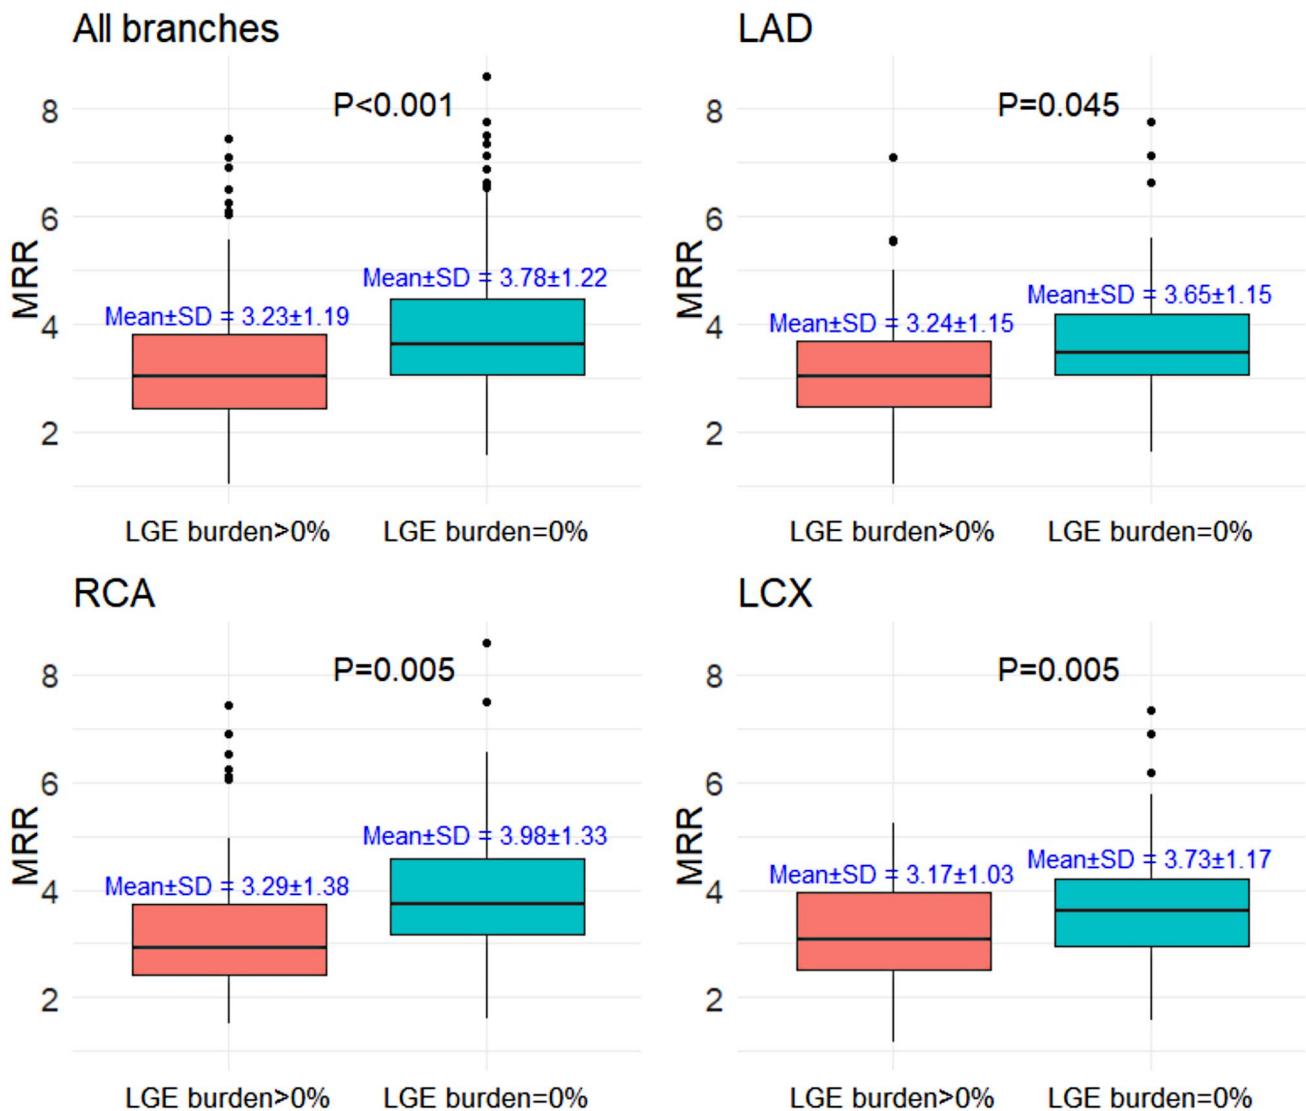 All branches
P<0.001
8
6
4
2
MRR
Mean±SD = 3.23±1.19
Mean±SD = 3.78±1.22
LGE burden>0%
LGE burden=0%
LAD
P=0.045
8
6
4
2
MRR
Mean±SD = 3.24±1.15
Mean±SD = 3.65±1.15
LGE burden>0%
LGE burden=0%
RCA
P=0.005
8
6
4
2
MRR
Mean±SD = 3.29±1.38
Mean±SD = 3.98±1.33
LGE burden>0%
LGE burden=0%
LCX
P=0.005
8
6
4
2
MRR
Mean±SD = 3.17±1.03
Mean±SD = 3.73±1.17
LGE burden>0%
LGE burden=0%